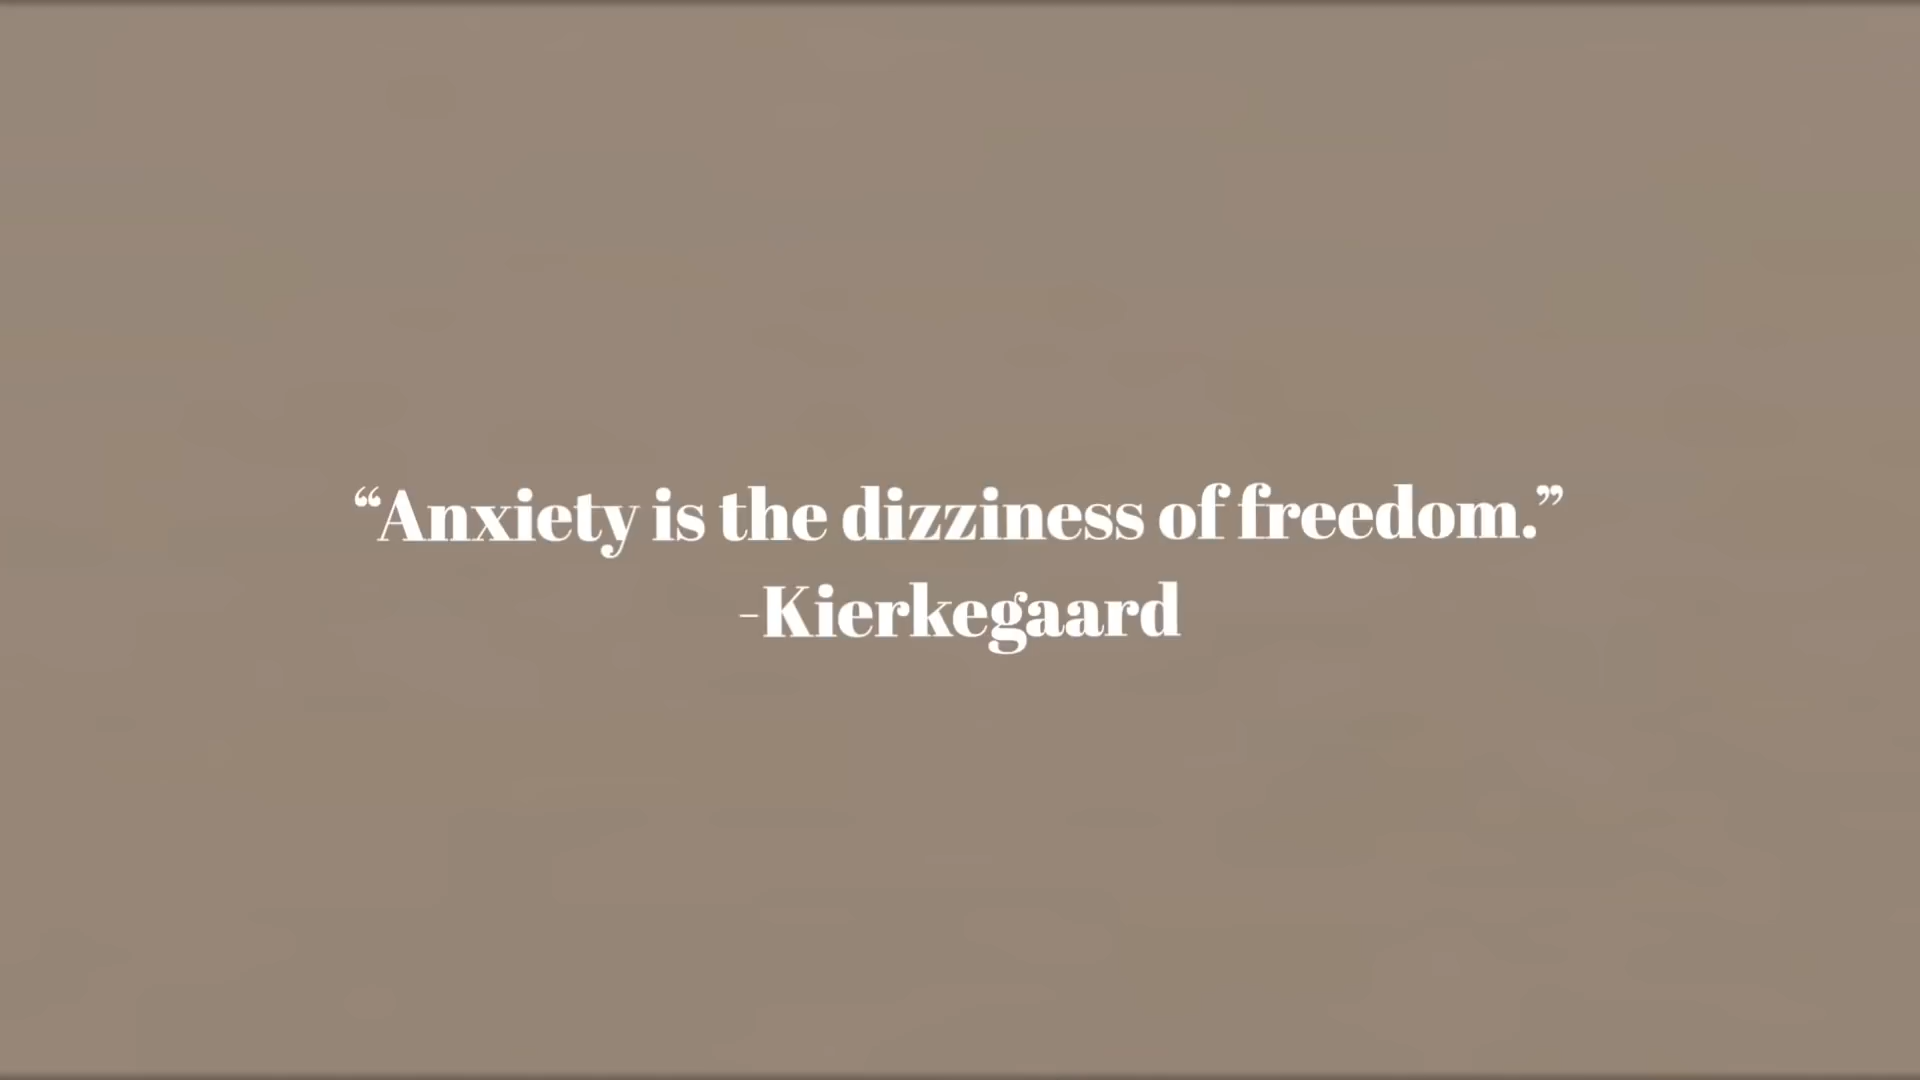 “Anxiety is the dizziness of freedom.”
-Kierkegaard